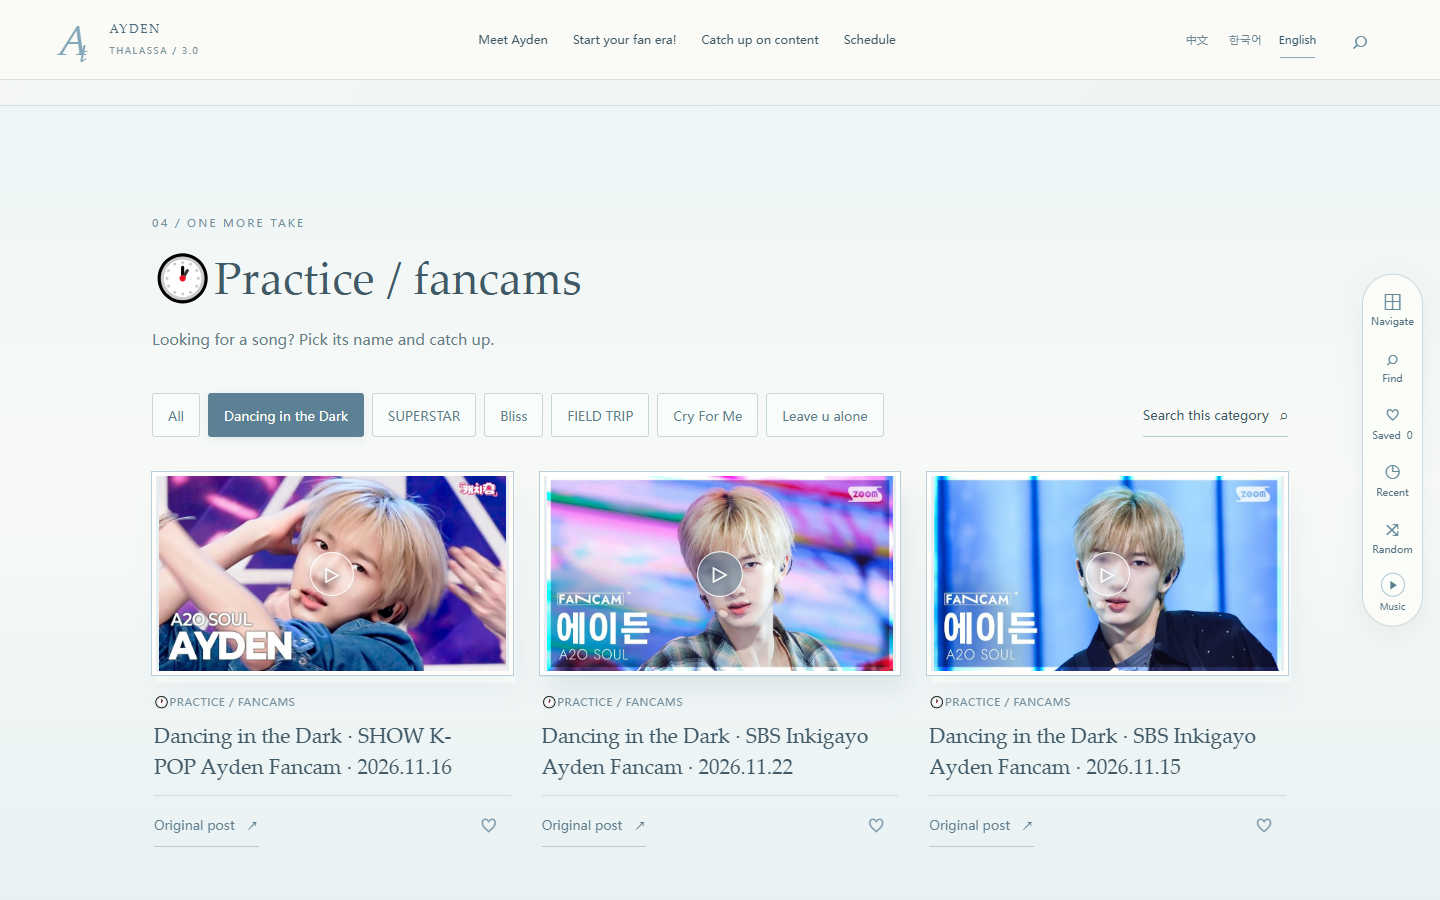 AYDEN
THALASSA / 3.0
Meet Ayden
Start your fan era!
Catch up on content
Schedule
中文
한국어
English
04 / ONE MORE TAKE
Practice / fancams
Looking for a song? Pick its name and catch up.
All
Dancing in the Dark
SUPERSTAR
Bliss
FIELD TRIP
Cry For Me
Leave u alone
Search this category
캐치온
A2O SOUL
AYDEN
PRACTICE / FANCAMS
Dancing in the Dark · SHOW K-
POP Ayden Fancam · 2026.11.16
Original post ↗
zoom
FANCAM
에이든
A2O SOUL
PRACTICE / FANCAMS
Dancing in the Dark · SBS Inkigayo
Ayden Fancam · 2026.11.22
Original post ↗
zoom
FANCAM
에이든
A2O SOUL
PRACTICE / FANCAMS
Dancing in the Dark · SBS Inkigayo
Ayden Fancam · 2026.11.15
Original post ↗
Navigate
Find
Saved 0
Recent
Random
Music